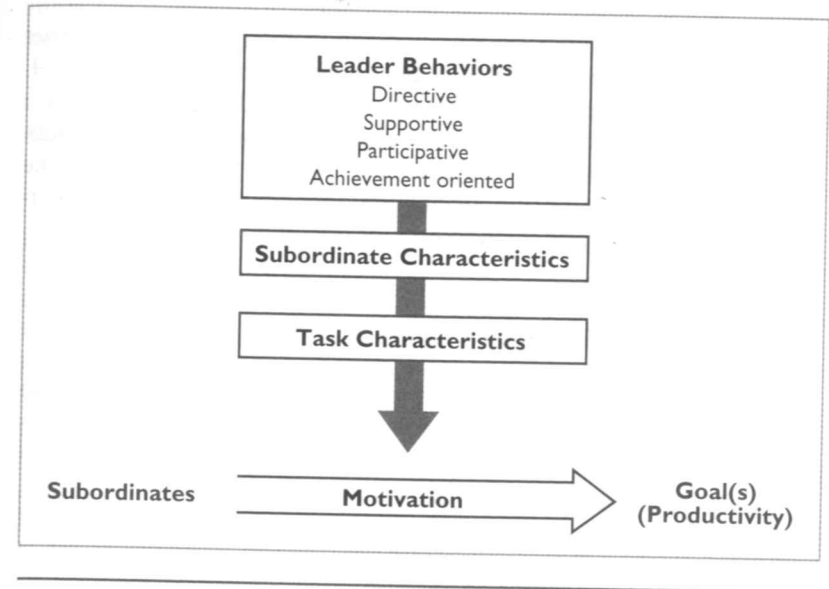 Leader Behaviors
Directive
Supportive
Participative
Achievement oriented
Subordinate Characteristics
Task Characteristics
Subordinates
Motivation
Goal(s)
(Productivity)